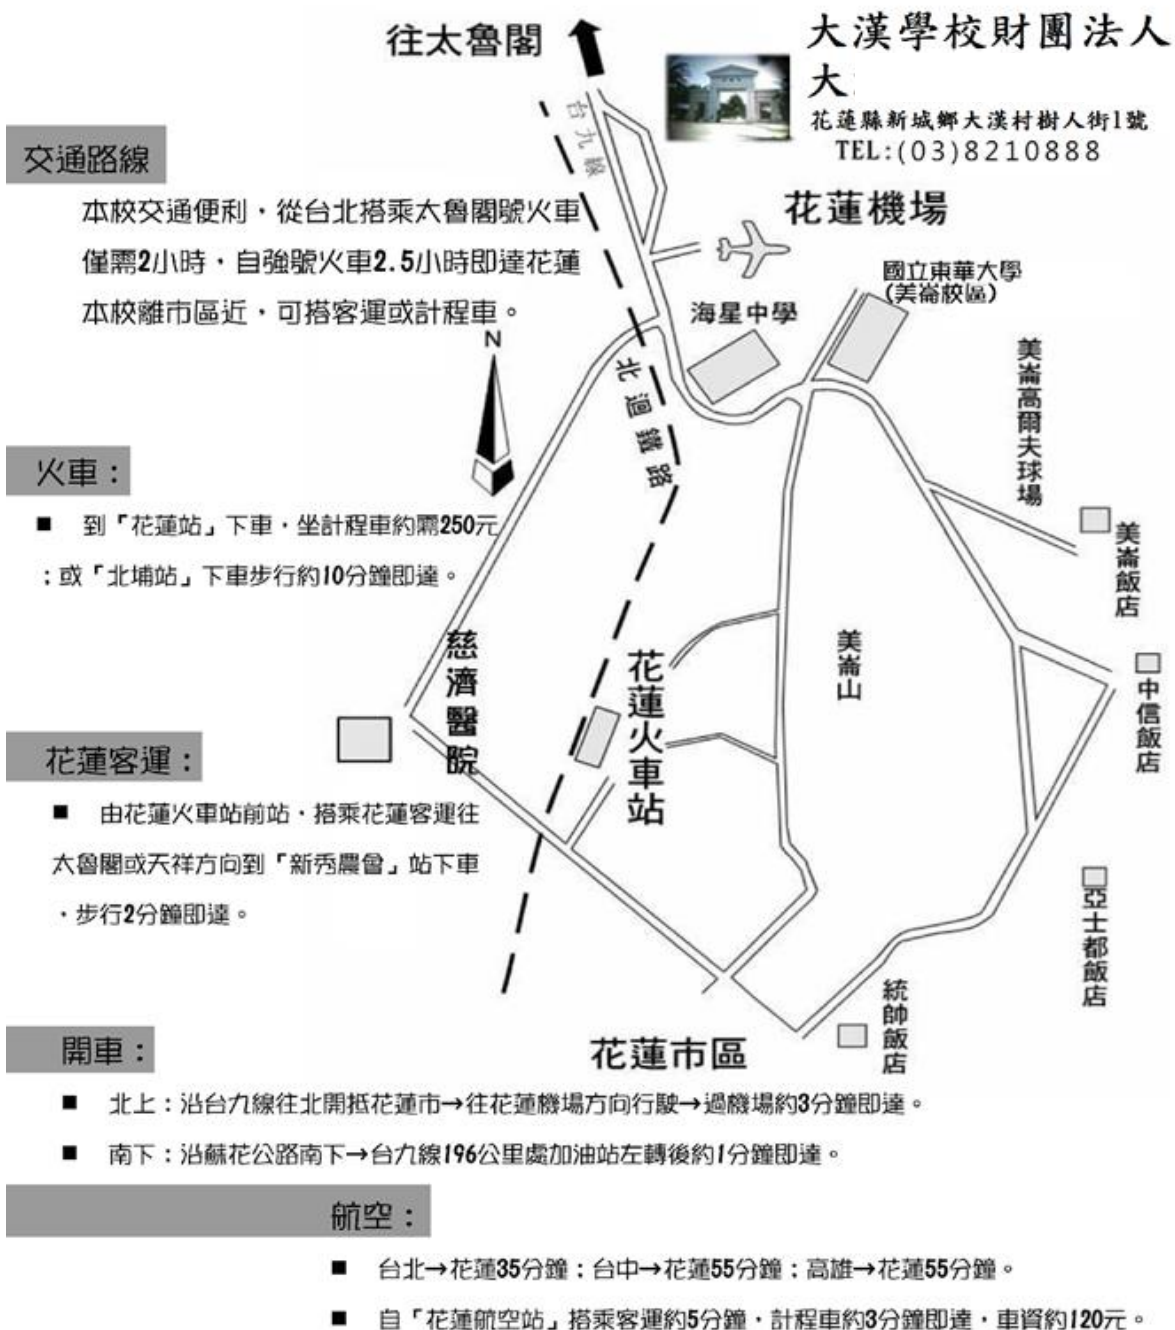 往太魯閣
大漢學校財團法人
大
花蓮縣新城鄉大漢村樹人街1號
TEL:(03)8210888
台九線
交通路線
本校交通便利，從台北搭乘太魯閣號火車
僅需2小時，自強號火車2.5小時即達花蓮
本校離市區近，可搭客運或計程車。
花蓮機場
國立東華大學
(美崙校區)
海星中學
N
北迴鐵路
美崙高爾夫球場
美崙飯店
火車：
■ 到「花蓮站」下車，坐計程車約需250元
；或「北埔站」下車步行約10分鐘即達。
慈濟醫院
花蓮火車站
美崙山
中信飯店
花蓮客運：
■ 由花蓮火車站前站，搭乘花蓮客運往
太魯閣或天祥方向到「新秀農會」站下車
，步行2分鐘即達。
亞士都飯店
統帥飯店
花蓮市區
開車：
■ 北上：沿台九線往北開抵花蓮市→往花蓮機場方向行駛→過機場約3分鐘即達。
■ 南下：沿蘇花公路南下→台九線196公里處加油站左轉後約1分鐘即達。
航空：
■ 台北→花蓮35分鐘；台中→花蓮55分鐘；高雄→花蓮55分鐘。
■ 自「花蓮航空站」搭乘客運約5分鐘，計程車約3分鐘即達，車資約120元。